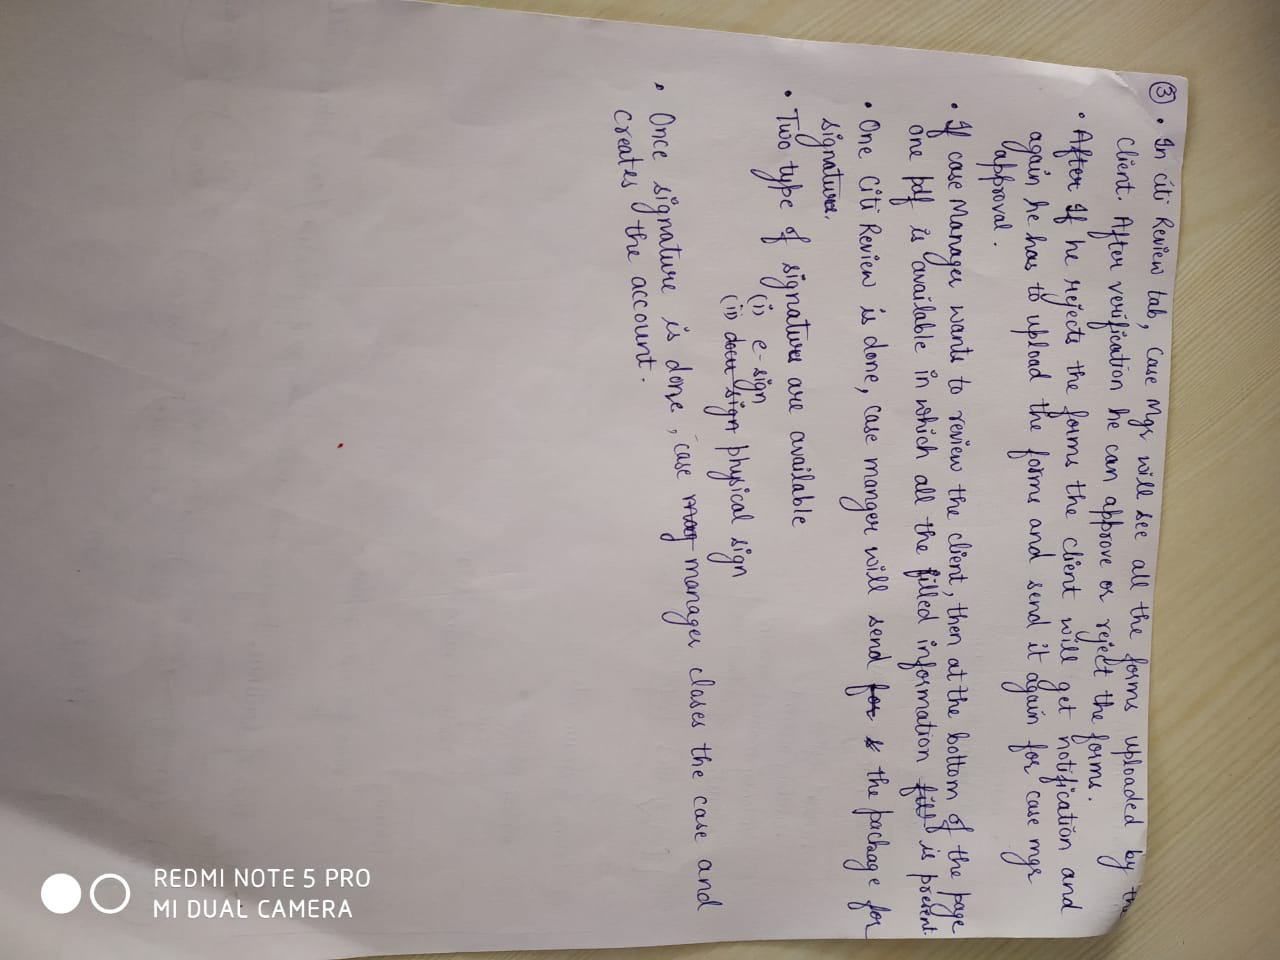 ③ • In citi Review tab, Case Mgr will see all the forms uploaded by the
client. After verification he can approve or reject the forms.
• After If he rejects the forms the client will get notification and
again he has to upload the forms and send it again for case mgr
approval.
• If case Manager wants to review the client, then at the bottom of the page
one pdf is available in which all the filled information fill is present.
• One Citi Review is done, case manger will send for s the package for
signature.
• Two type of signature are available
(i) e-sign
(ii) docu sign physical sign
• Once signature is done, case mag manager closes the case and
creates the account.
REDMI NOTE 5 PRO
MI DUAL CAMERA